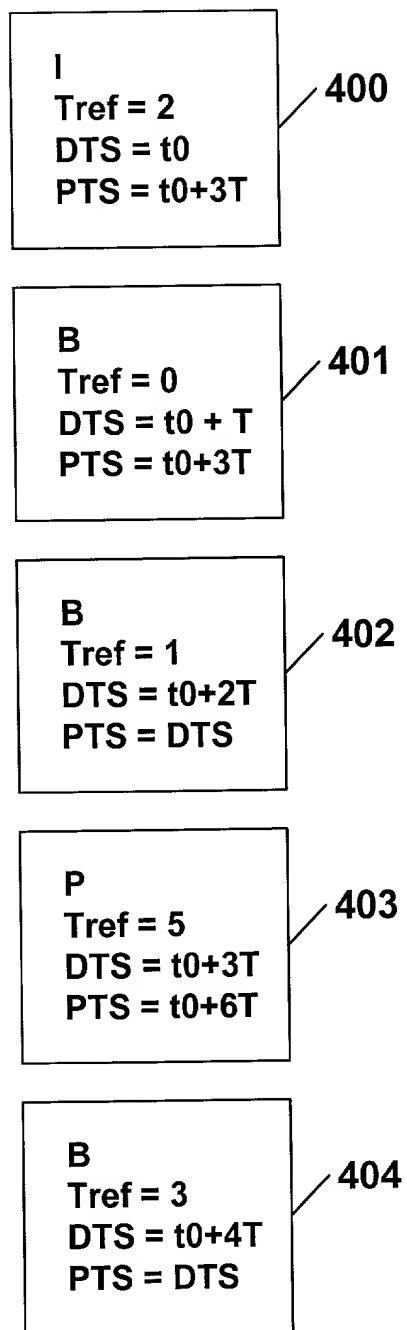 I
Tref = 2
DTS = t0
PTS = t0+3T
400
B
Tref = 0
DTS = t0 + T
PTS = t0+3T
401
B
Tref = 1
DTS = t0+2T
PTS = DTS
402
P
Tref = 5
DTS = t0+3T
PTS = t0+6T
403
B
Tref = 3
DTS = t0+4T
PTS = DTS
404